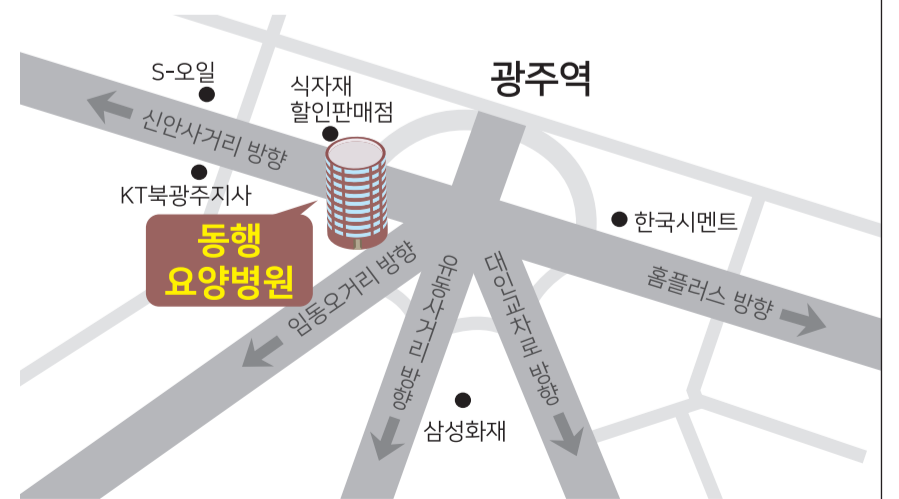 S-오일
식자재
할인판매점
광주역
신안사거리 방향
KT북광주지사
동행
요양병원
한국시멘트
임동오거리 방향
유동사거리 방향
대인교차로 방향
홈플러스 방향
삼성화재